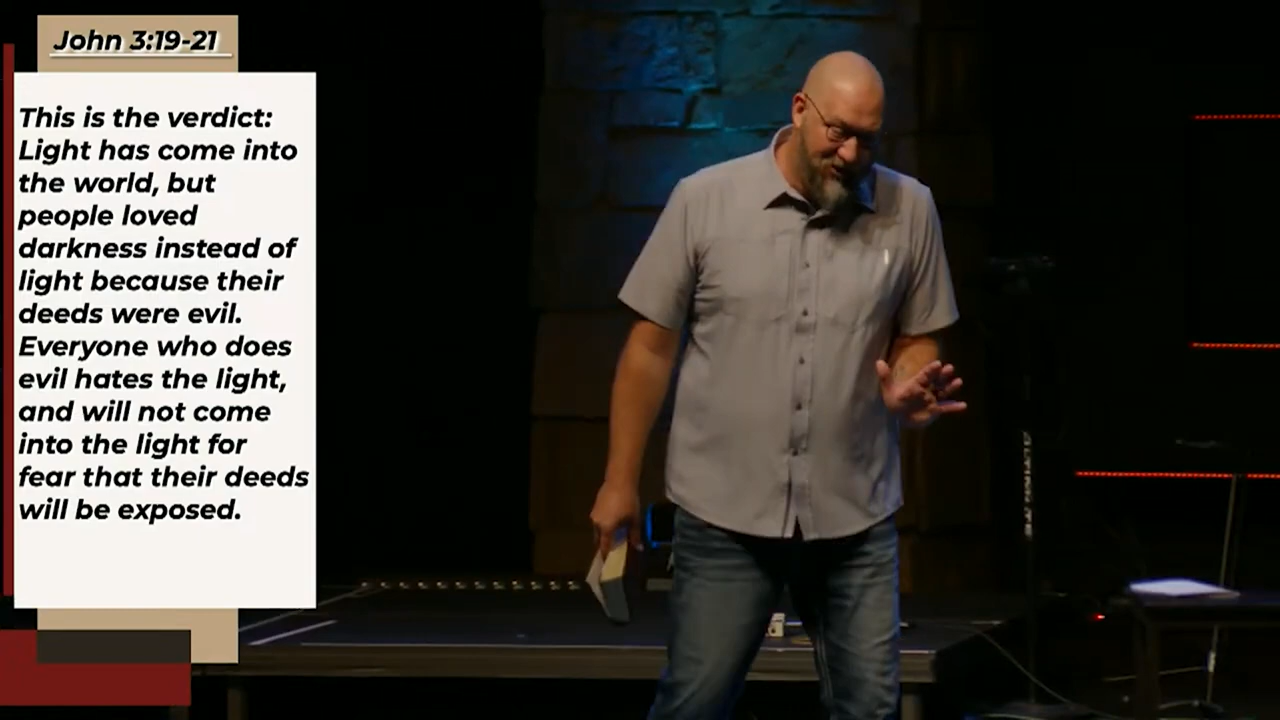 John 3:19-21
This is the verdict:
Light has come into
the world, but
people loved
darkness instead of
light because their
deeds were evil.
Everyone who does
evil hates the light,
and will not come
into the light for
fear that their deeds
will be exposed.